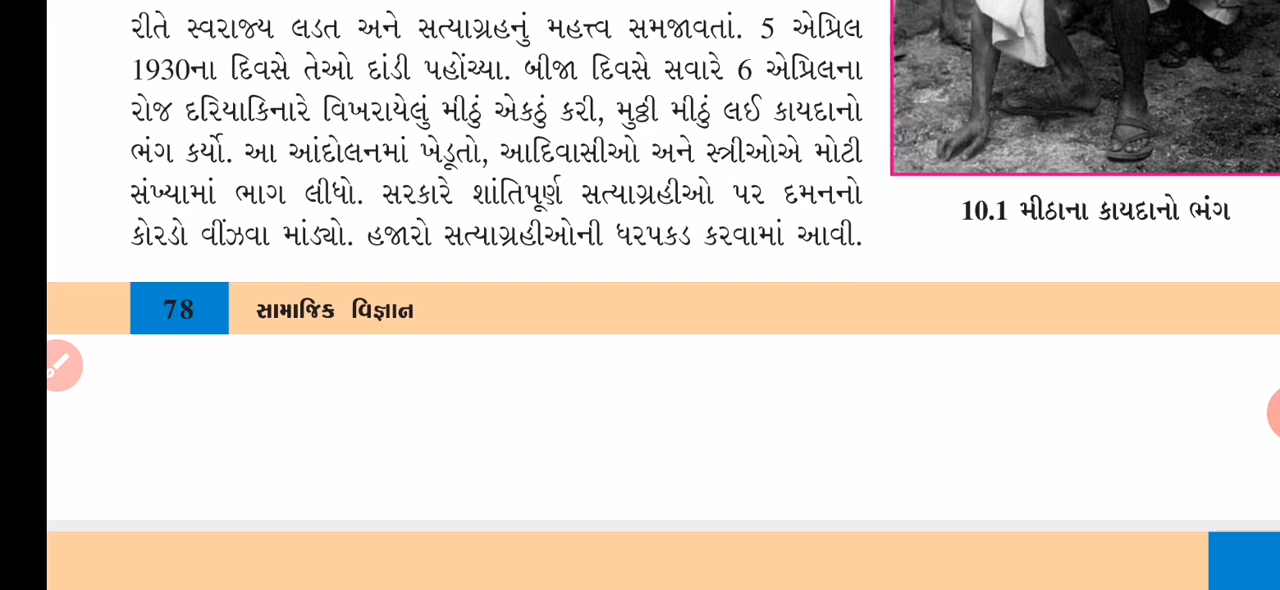 રીતે સ્વરાજ્ય લડત અને સત્યાગ્રહનું મહત્ત્વ સમજાવતાં. 5 એપ્રિલ
1930ના દિવસે તેઓ દાંડી પહોંચ્યા. બીજા દિવસે સવારે 6 એપ્રિલના
રોજ દરિયાકિનારે વિખરાયેલું મીઠું એકઠું કરી, મુઠ્ઠી મીઠું લઈ કાયદાનો
ભંગ કર્યો. આ આંદોલનમાં ખેડૂતો, આદિવાસીઓ અને સ્ત્રીઓએ મોટી
સંખ્યામાં ભાગ લીધો. સરકારે શાંતિપૂર્ણ સત્યાગ્રહીઓ પર દમનનો
કોરડો વીંઝવા માંડ્યો. હજારો સત્યાગ્રહીઓની ધરપકડ કરવામાં આવી.
10.1 મીઠાના કાયદાનો ભંગ
78 સામાજિક વિજ્ઞાન